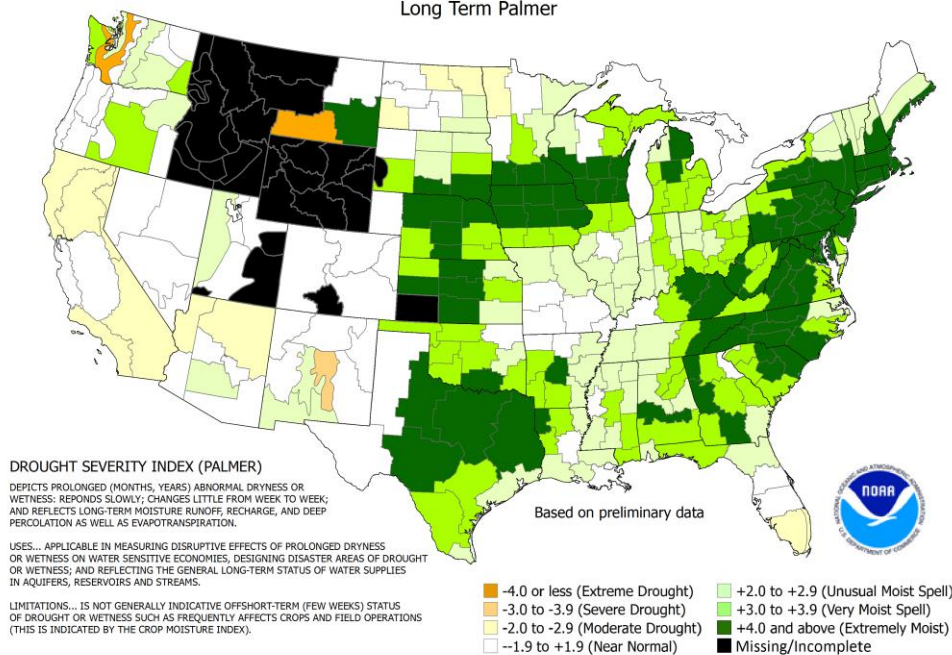 Long Term Palmer
DROUGHT SEVERITY INDEX (PALMER)
DEPICTS PROLONGED (MONTHS, YEARS) ABNORMAL DRYNESS OR
WETNESS: REPONDS SLOWLY; CHANGES LITTLE FROM WEEK TO WEEK;
AND REFLECTS LONG-TERM MOISTURE RUNOFF, RECHARGE, AND DEEP
PERCOLATION AS WELL AS EVAPOTRANSPIRATION.
USES... APPLICABLE IN MEASURING DISRUPTIVE EFFECTS OF PROLONGED DRYNESS
OR WETNESS ON WATER SENSITIVE ECONOMIES, DESIGNING DISASTER AREAS OF DROUGHT
OR WETNESS; AND REFLECTING THE GENERAL LONG-TERM STATUS OF WATER SUPPLIES
IN AQUIFERS, RESERVOIRS AND STREAMS.
LIMITATIONS... IS NOT GENERALLY INDICATIVE OFFSHORT-TERM (FEW WEEKS) STATUS
OF DROUGHT OR WETNESS SUCH AS FREQUENTLY AFFECTS CROPS AND FIELD OPERATIONS
(THIS IS INDICATED BY THE CROP MOISTURE INDEX).
Based on preliminary data
NATIONAL OCEANIC AND ATMOSPHERIC ADMINISTRATION
NOAA
U.S. DEPARTMENT OF COMMERCE
-4.0 or less (Extreme Drought)
-3.0 to -3.9 (Severe Drought)
-2.0 to -2.9 (Moderate Drought)
--1.9 to +1.9 (Near Normal)
+2.0 to +2.9 (Unusual Moist Spell)
+3.0 to +3.9 (Very Moist Spell)
+4.0 and above (Extremely Moist)
Missing/Incomplete